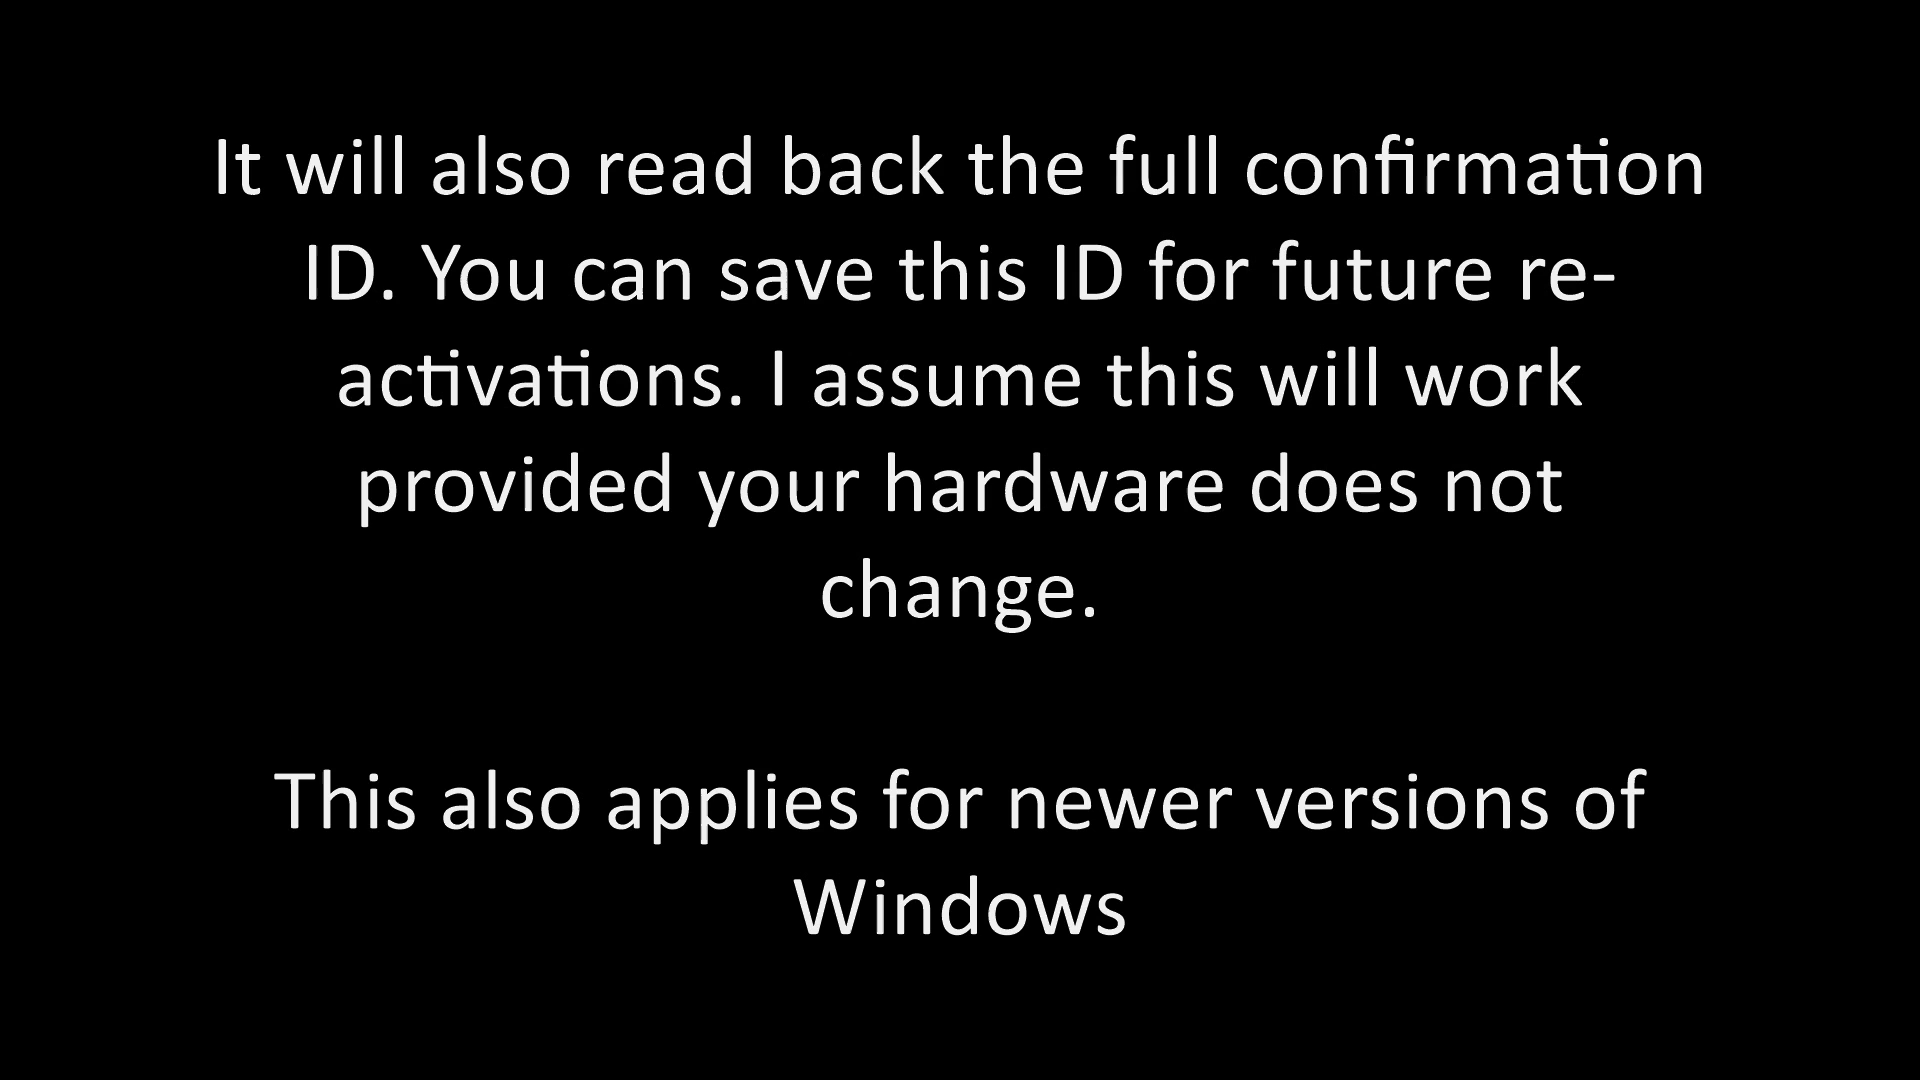 It will also read back the full confirmation
ID. You can save this ID for future re-
activations. I assume this will work
provided your hardware does not
change.
This also applies for newer versions of
Windows